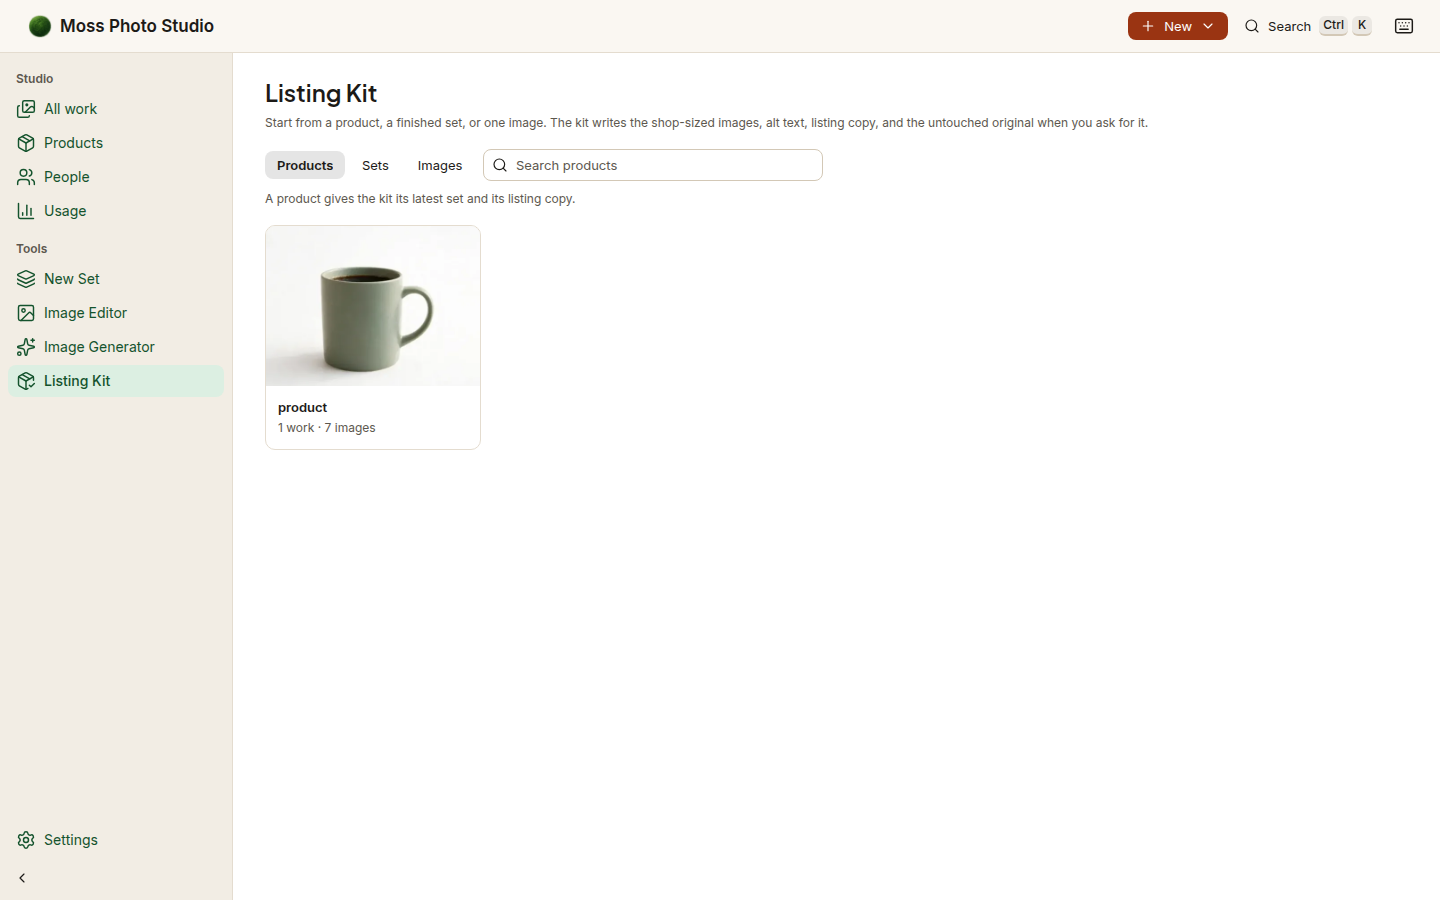 Moss Photo Studio
New
Search Ctrl K
Studio
All work
Products
People
Usage
Tools
New Set
Image Editor
Image Generator
Listing Kit
Settings
Listing Kit
Start from a product, a finished set, or one image. The kit writes the shop-sized images, alt text, listing copy, and the untouched original when you ask for it.
Products Sets Images Search products
A product gives the kit its latest set and its listing copy.
product
1 work · 7 images